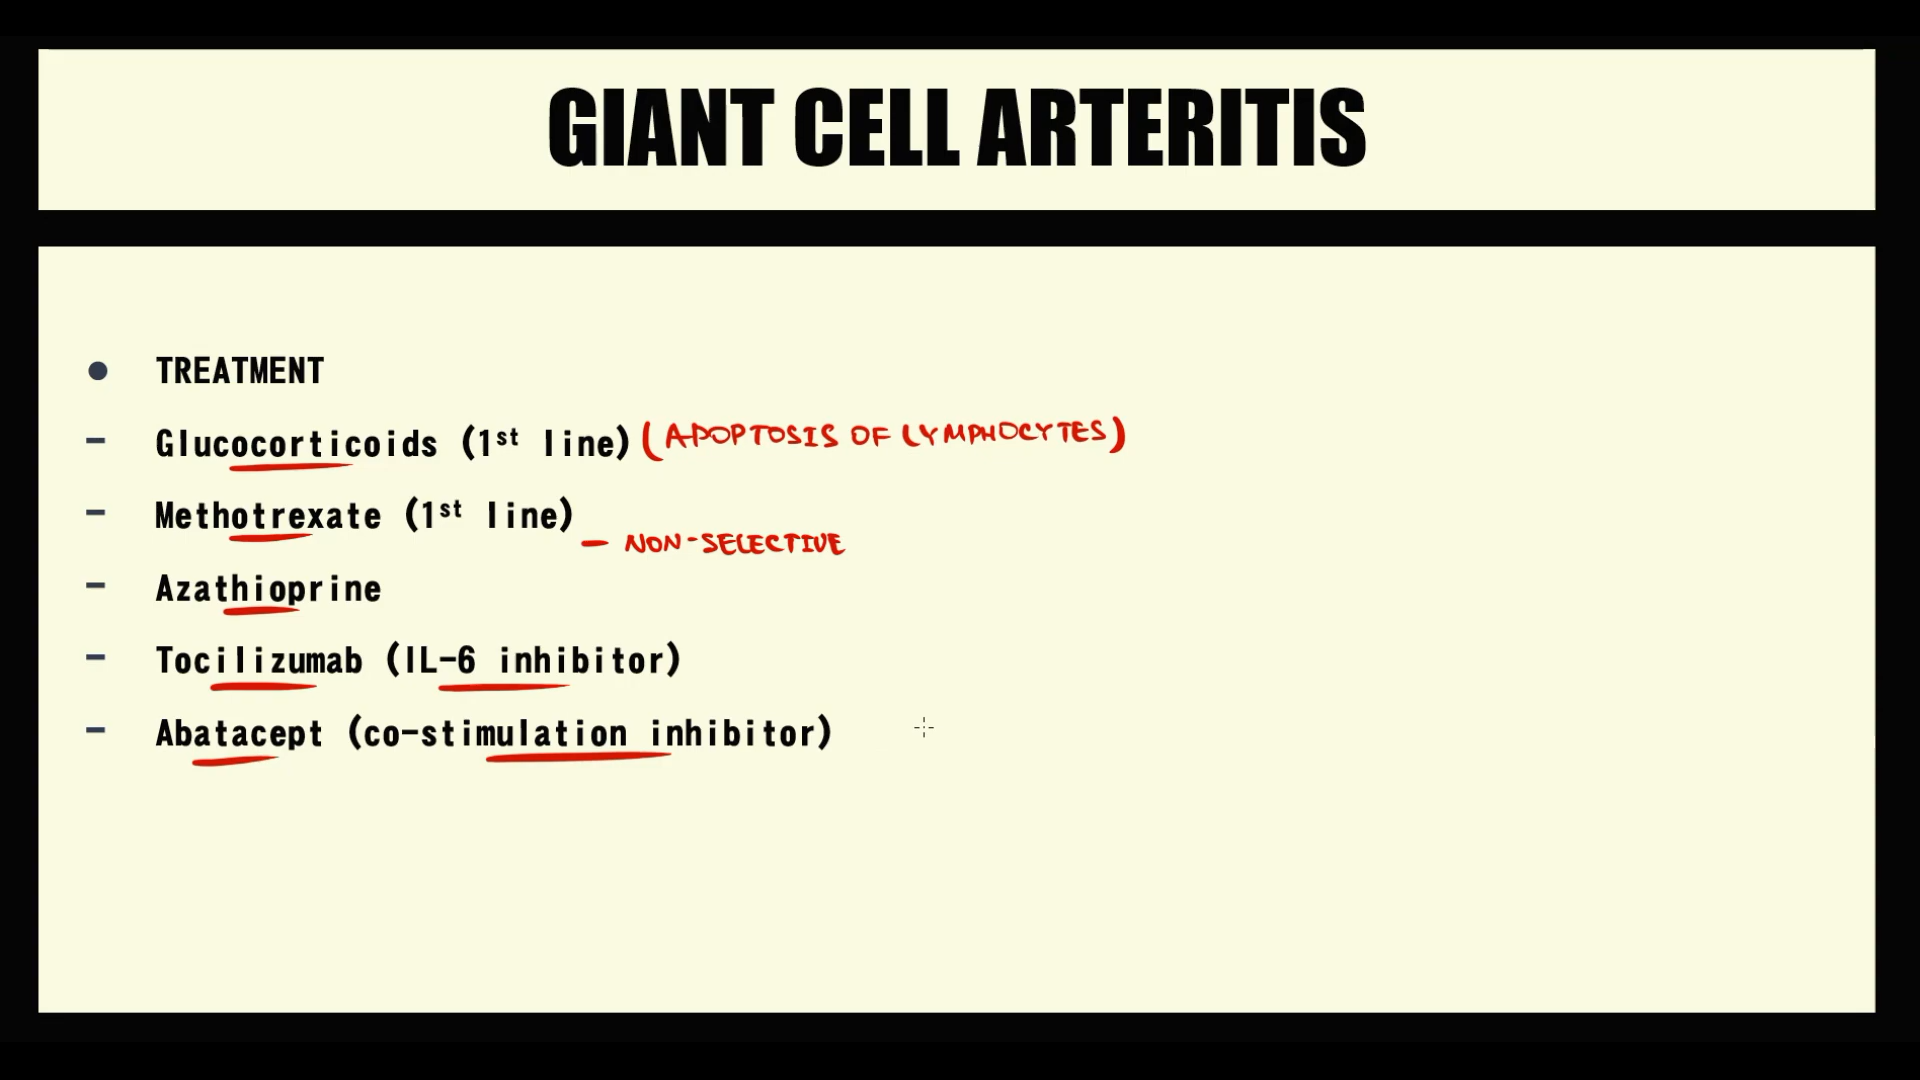 GIANT CELL ARTERITIS
● TREATMENT
– Glucocorticoids (1st line) (APOPTOSIS OF LYMPHOCYTES)
– Methotrexate (1st line)
– NON-SELECTIVE
– Azathioprine
– Tocilizumab (IL-6 inhibitor)
– Abatacept (co-stimulation inhibitor)